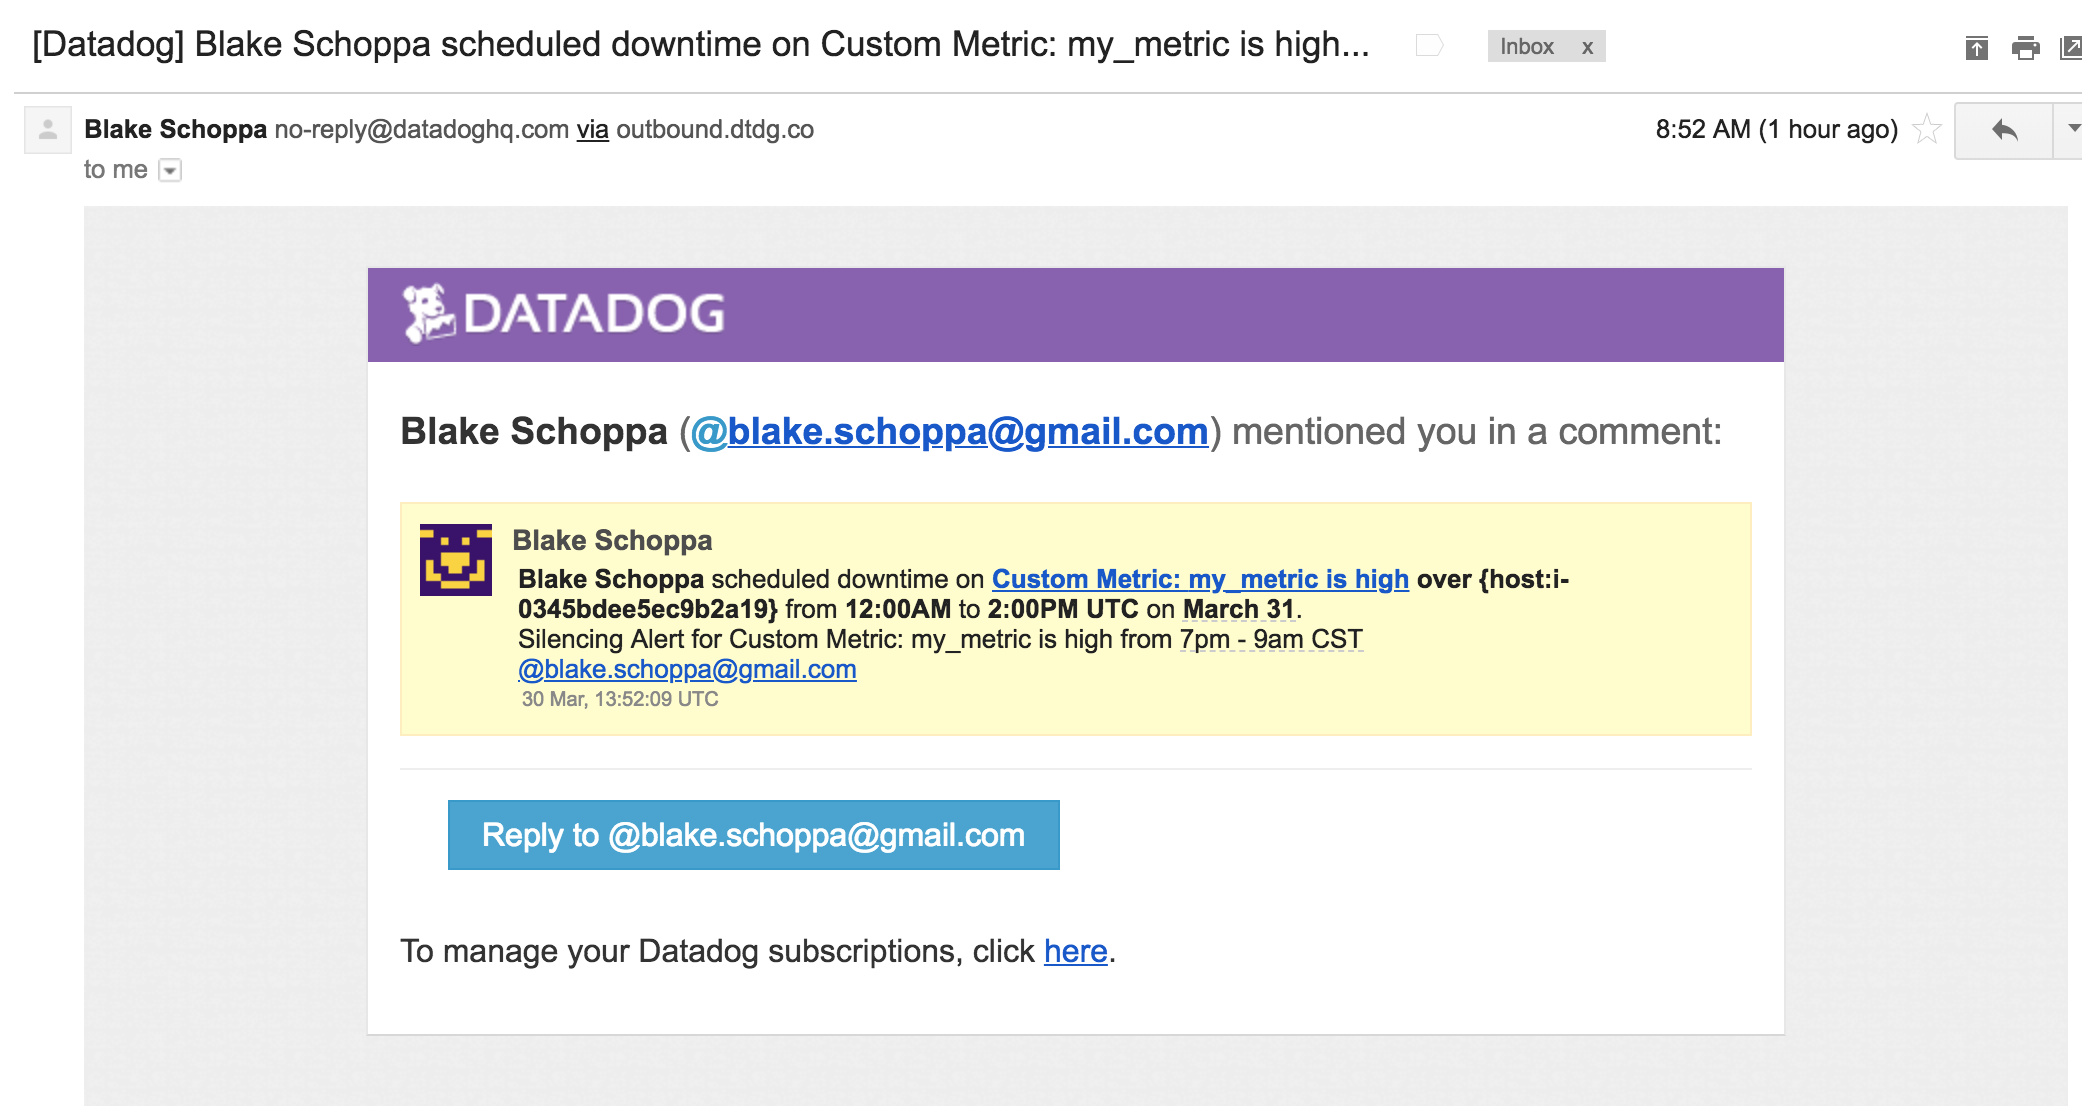 [Datadog] Blake Schoppa scheduled downtime on Custom Metric: my_metric is high...
Inbox x
Blake Schoppa no-reply@datadoghq.com via outbound.dtdg.co
8:52 AM (1 hour ago)
to me
DATADOG
Blake Schoppa (@blake.schoppa@gmail.com) mentioned you in a comment:
Blake Schoppa
Blake Schoppa scheduled downtime on Custom Metric: my_metric is high over {host:i-
0345bdee5ec9b2a19} from 12:00AM to 2:00PM UTC on March 31.
Silencing Alert for Custom Metric: my_metric is high from 7pm - 9am CST
@blake.schoppa@gmail.com
30 Mar, 13:52:09 UTC
Reply to @blake.schoppa@gmail.com
To manage your Datadog subscriptions, click here.